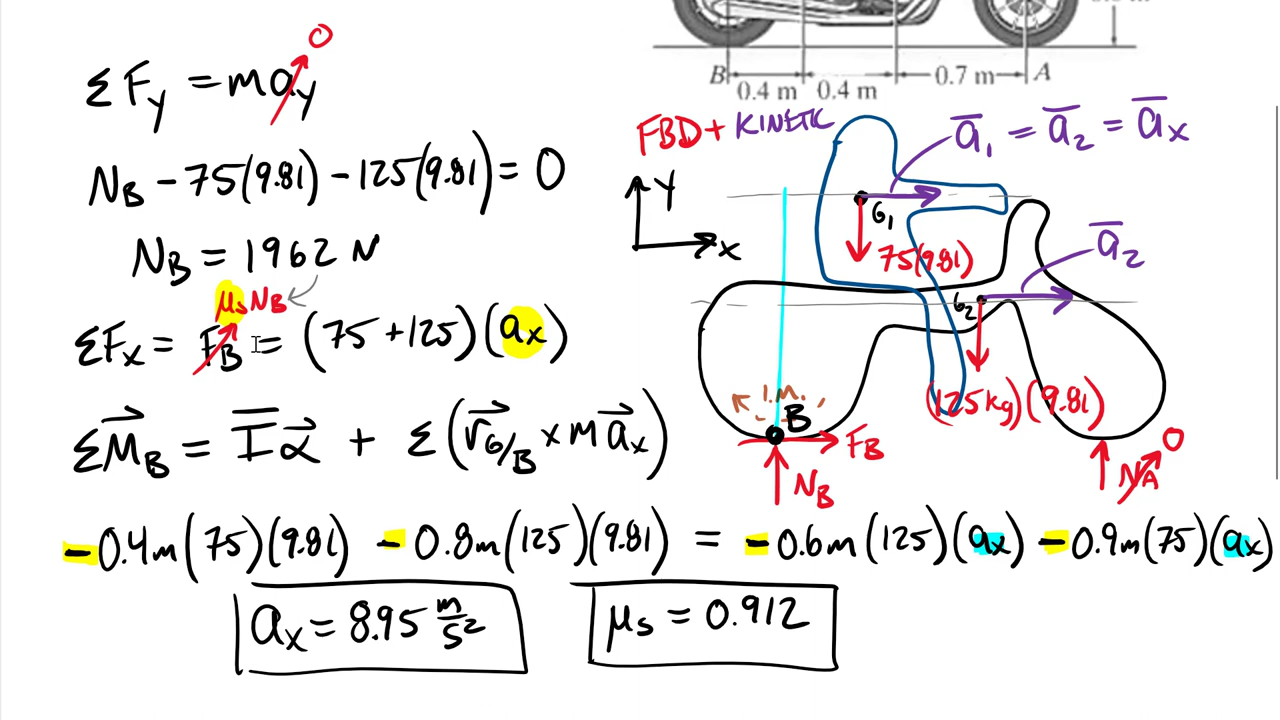 ΣFy = may 0
NB − 75(9.81) − 125(9.81) = 0
NB = 1962 N
μsNB
ΣFx = FB = (75 + 125)(ax)
ΣMB = Iα + Σ(rG/B × max)
−0.4m(75)(9.81) − 0.8m(125)(9.81) = −0.6m(125)(ax) − 0.9m(75)(ax)
ax = 8.95 m/s² μs = 0.912
B 0.4 m 0.4 m 0.7 m A
FBD + KINETIC
a1 = a2 = ax
Y
X
G1
75(9.81)
a2
G2
(125kg)(9.81)
I.M.
B
FB
NB
NA 0